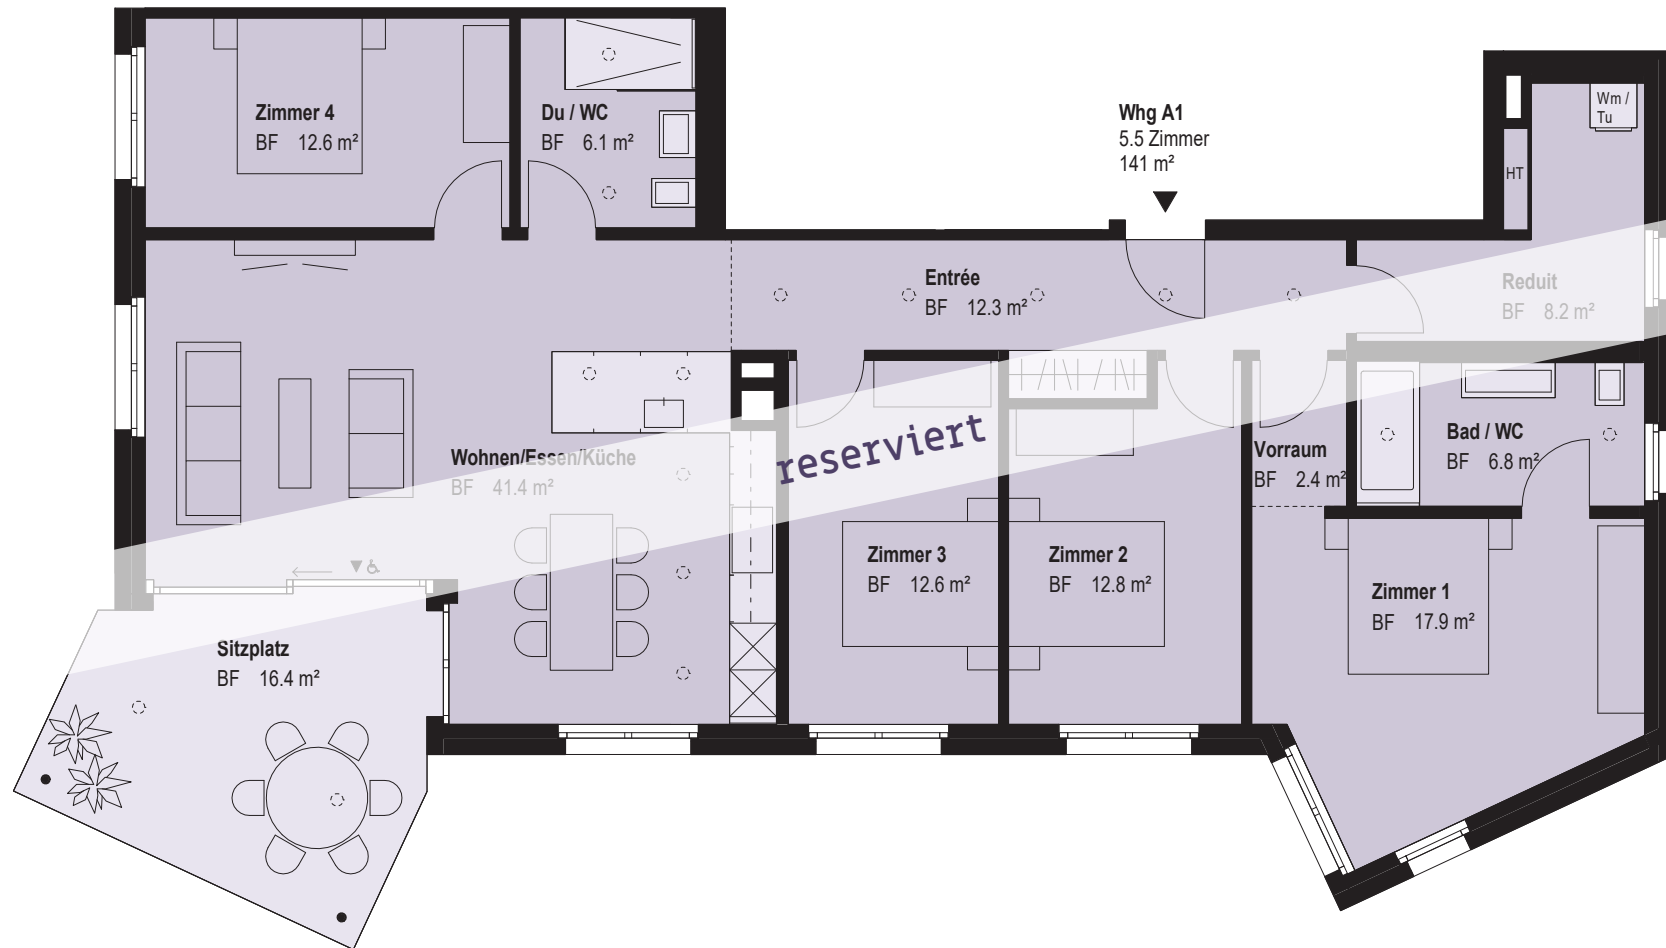 Zimmer 4
BF 12.6 m²
Du / WC
BF 6.1 m²
Whg A1
5.5 Zimmer
141 m²
Wm /
Tu
HT
Entrée
BF 12.3 m²
Reduit
BF 8.2 m²
Wohnen/Essen/Küche
BF 41.4 m²
reserviert
Vorraum
BF 2.4 m²
Bad / WC
BF 6.8 m²
Zimmer 3
BF 12.6 m²
Zimmer 2
BF 12.8 m²
Zimmer 1
BF 17.9 m²
Sitzplatz
BF 16.4 m²